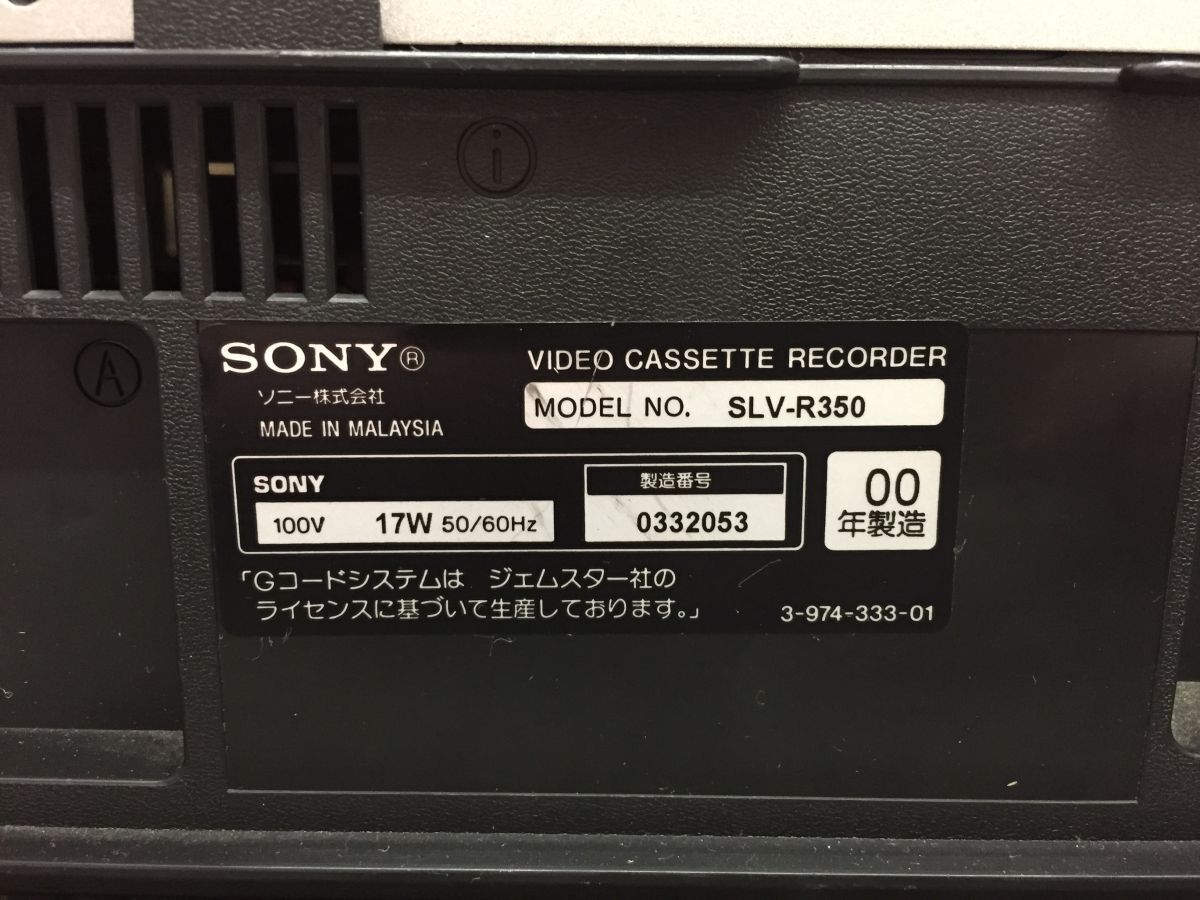 i
A
SONY®
ソニー株式会社
MADE IN MALAYSIA
VIDEO CASSETTE RECORDER
MODEL NO. SLV-R350
SONY
100V 17W 50/60Hz
製造番号
0332053
00
年製造
「Gコードシステムは ジェムスター社の
ライセンスに基づいて生産しております。」
3-974-333-01